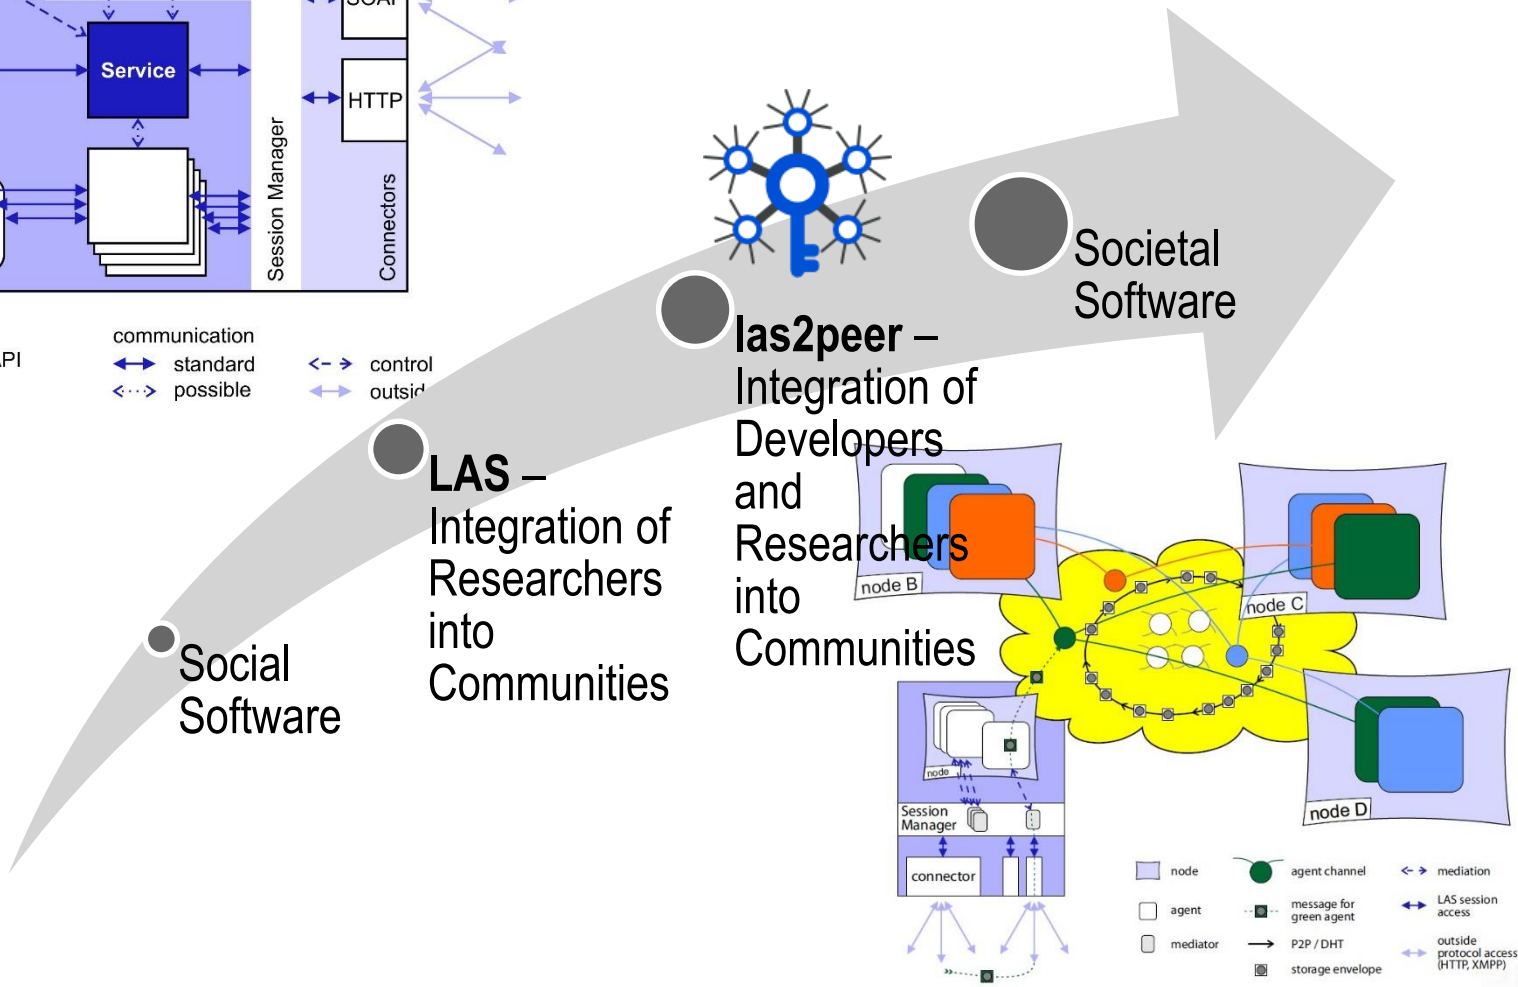 SOAP
Service
HTTP
Session Manager
Connectors
API
communication
standard
control
possible
Societal
Software
las2peer –
Integration of
Developers
and
Researchers
into
Communities
LAS –
Integration of
Researchers
into
Communities
Social
Software
node B
node C
node D
node
Session
Manager
connector
node
agent channel
mediation
agent
message for
green agent
LAS session
access
mediator
P2P / DHT
outside
protocol access
(HTTP, XMPP)
storage envelope